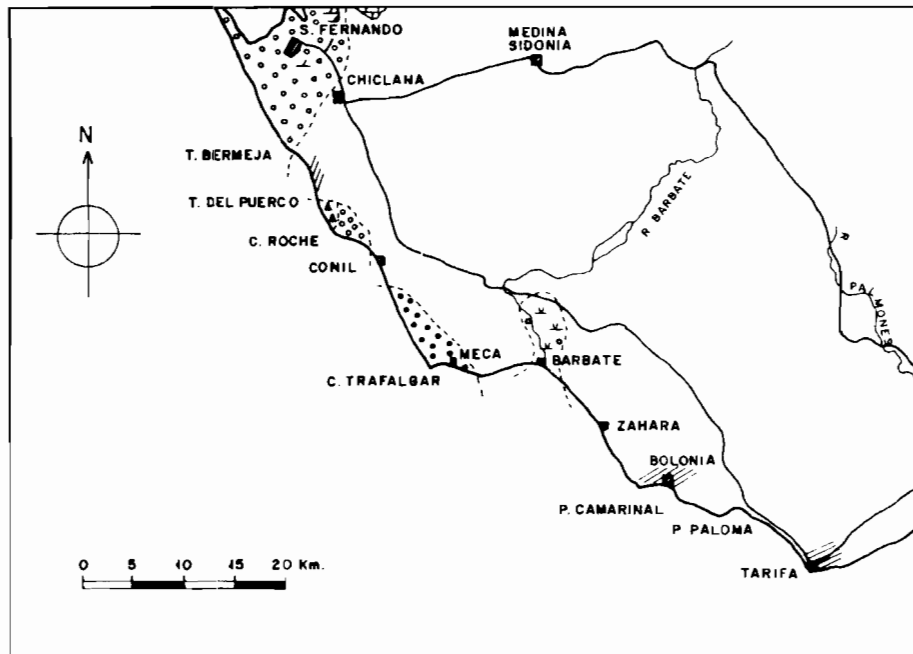 S. FERNANDO
MEDINA
SIDONIA
CHICLANA
N
T. BERMEJA
T. DEL PUERCO
C. ROCHE
CONIL
R BARBATE
R
PALMONES
MECA
BARBATE
C. TRAFALGAR
ZAHARA
BOLONIA
P. CAMARINAL
P. PALOMA
TARIFA
0 5 10 15 20 Km.